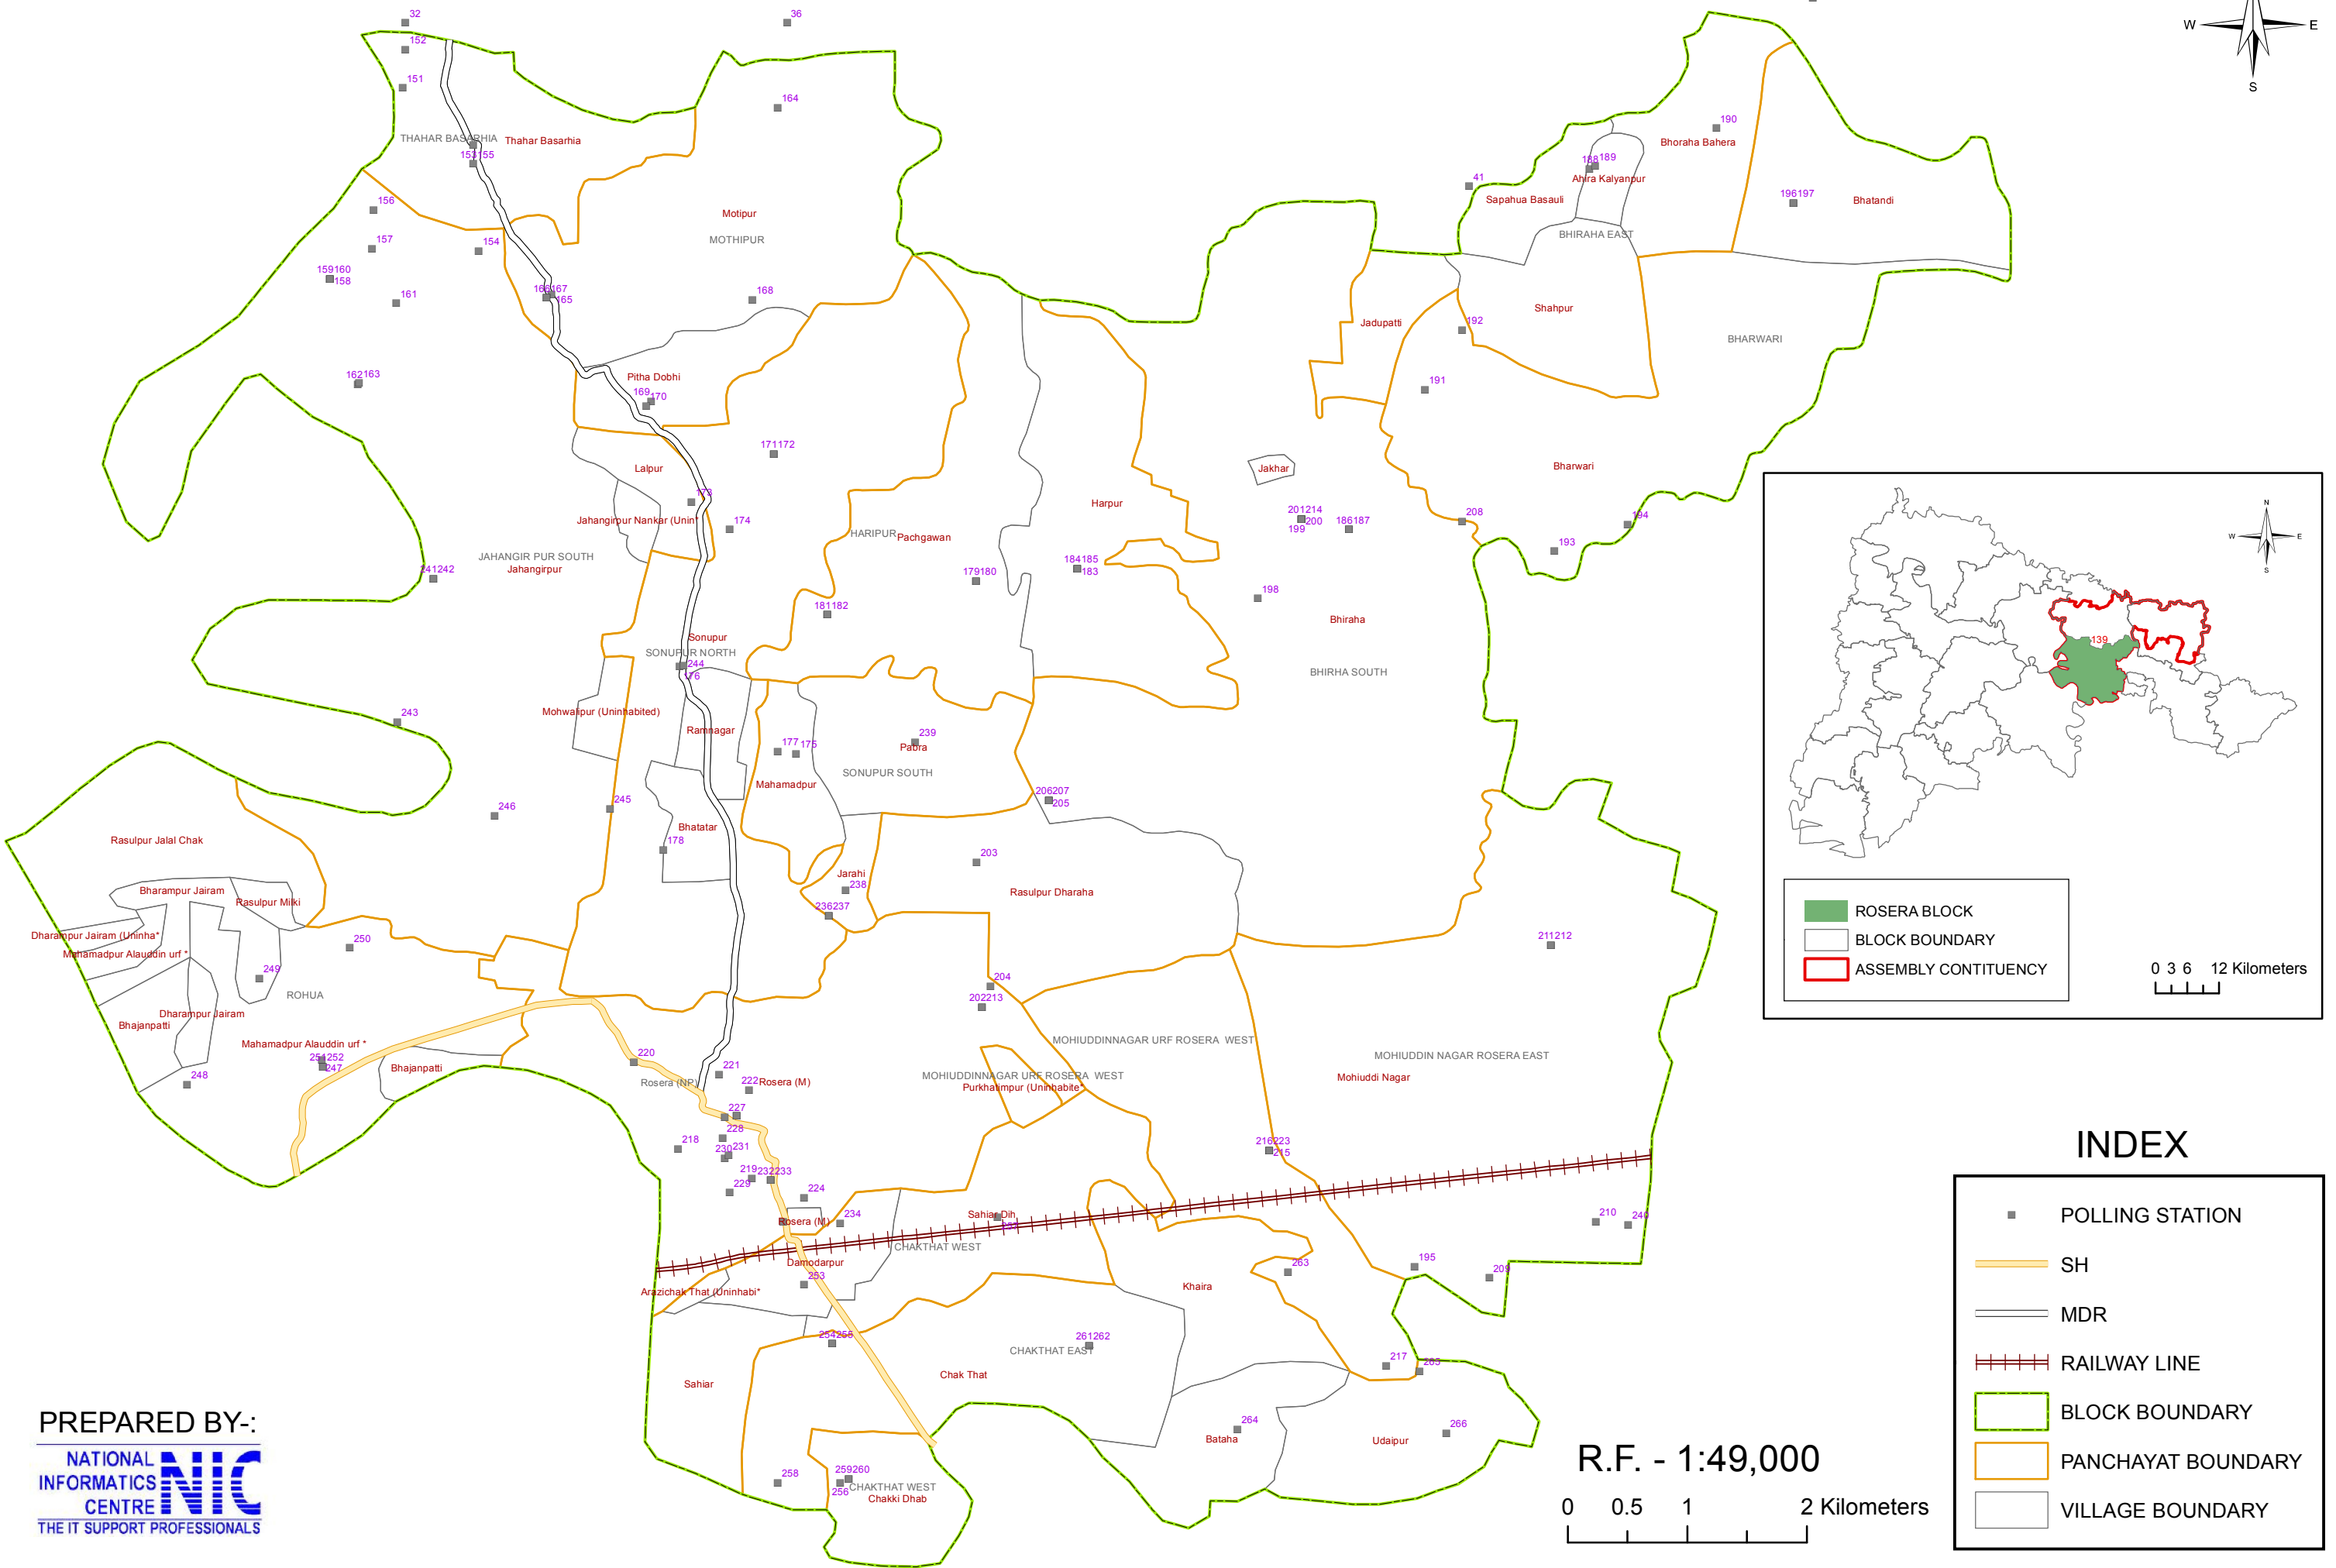 32
36
152
151
164
THAHAR BASARHIA
Thahar Basarhia
153155
190
Bhoraha Bahera
188
189
Ahira Kalyanpur
41
Sapahua Basauli
196197
Bhatandi
156
Motipur
MOTHIPUR
BHIRAHA EAST
157
154
159160
158
161
166167
165
168
Jadupatti
192
Shahpur
BHARWARI
162163
Pitha Dobhi
169
170
191
171172
Lalpur
Jakhar
Bharwari
173
Harpur
Jahangirpur Nankar (Unin*
174
201214
200
199
186187
208
194
HARIPUR
Pachgawan
JAHANGIR PUR SOUTH
Jahangirpur
241242
179180
184185
183
193
198
181182
Bhiraha
Sonupur
SONUPUR NORTH
244
176
BHIRHA SOUTH
243
Mohwalipur (Uninhabited)
Ramnagar
177
175
239
Pabra
SONUPUR SOUTH
Mahamadpur
206207
205
246
245
Bhatatar
178
Rasulpur Jalal Chak
203
Jarahi
238
Rasulpur Dharaha
Bharampur Jairam
Rasulpur Milki
236237
Dharampur Jairam (Uninha*
Mahamadpur Alauddin urf *
250
211212
249
ROHUA
204
202213
Dharampur Jairam
Bhajanpatti
Mahamadpur Alauddin urf *
251252
247
248
Bhajanpatti
220
Rosera (NP)
221
222
Rosera (M)
MOHIUDDINNAGAR URF ROSERA WEST
MOHIUDDINNAGAR URF ROSERA WEST
Purkhatimpur (Uninhabite*
MOHIUDDIN NAGAR ROSERA EAST
Mohiuddi Nagar
227
228
218
230
231
219
232233
229
224
216223
215
Rosera (M)
234
Sahiar Dih
257
CHAKTHAT WEST
210
240
Damodarpur
253
Arazichak That (Uninhabi*
263
Khaira
195
209
254255
261262
CHAKTHAT EAST
Chak That
Sahiar
217
265
264
Bataha
Udaipur
266
258
259260
256
CHAKTHAT WEST
Chakki Dhab
W
E
S
N
W
E
S
139
ROSERA BLOCK
BLOCK BOUNDARY
ASSEMBLY CONTITUENCY
0 3 6 12 Kilometers
INDEX
POLLING STATION
SH
MDR
RAILWAY LINE
BLOCK BOUNDARY
PANCHAYAT BOUNDARY
VILLAGE BOUNDARY
R.F. - 1:49,000
0 0.5 1 2 Kilometers
PREPARED BY-:
NATIONAL
INFORMATICS
CENTRE
NIC
THE IT SUPPORT PROFESSIONALS